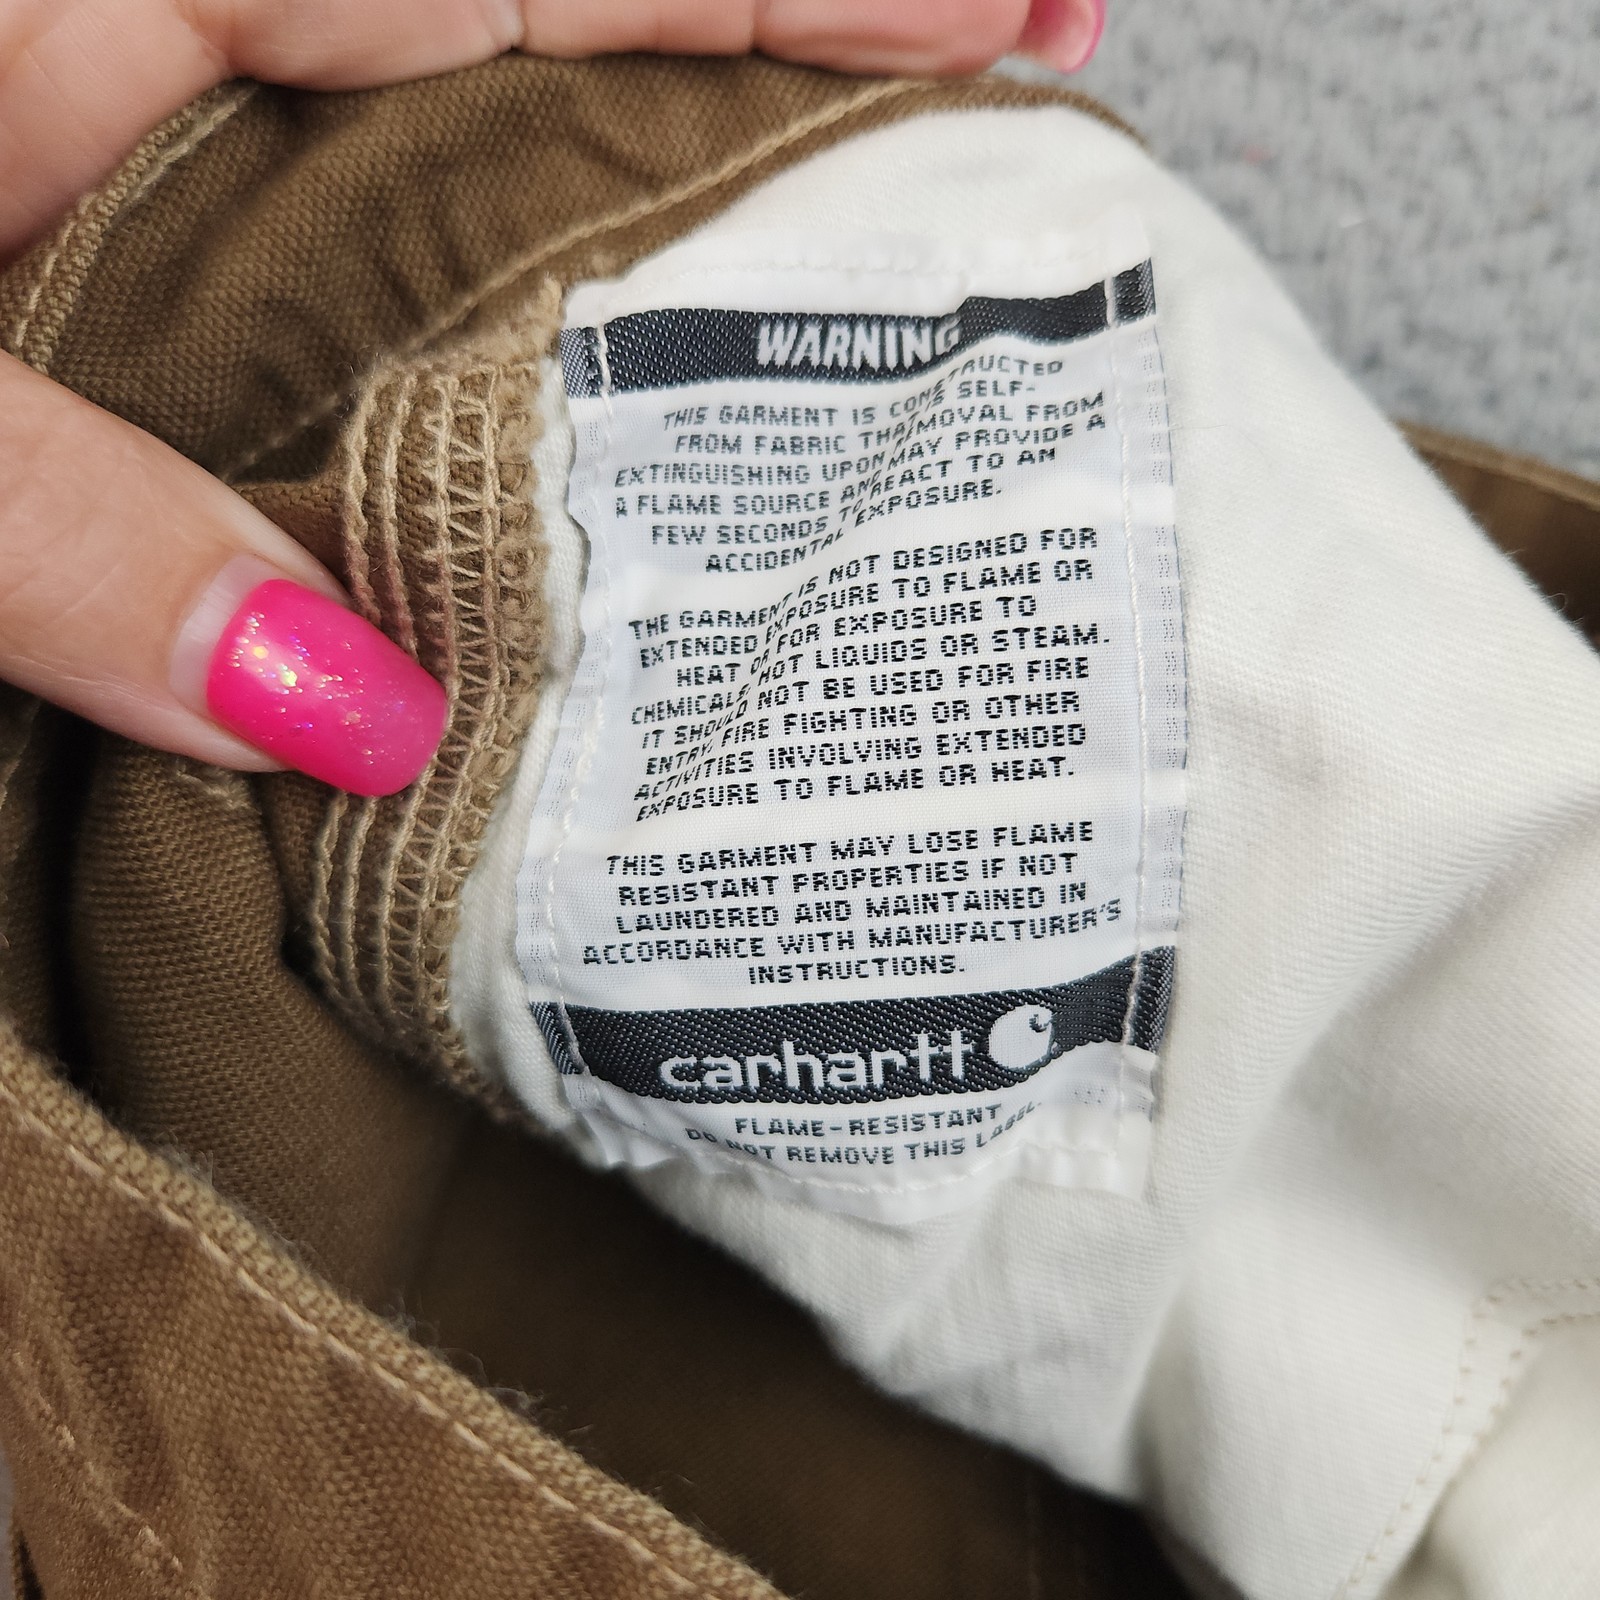 WARNING
THIS GARMENT IS CONSTRUCTED
FROM FABRIC THAT IS SELF-
EXTINGUISHING UPON REMOVAL FROM
A FLAME SOURCE AND MAY PROVIDE A
FEW SECONDS TO REACT TO AN
ACCIDENTAL EXPOSURE.
THE GARMENT IS NOT DESIGNED FOR
EXTENDED EXPOSURE TO FLAME OR
HEAT OR FOR EXPOSURE TO
CHEMICALS, HOT LIQUIDS OR STEAM.
IT SHOULD NOT BE USED FOR FIRE
ENTRY, FIRE FIGHTING OR OTHER
ACTIVITIES INVOLVING EXTENDED
EXPOSURE TO FLAME OR HEAT.
THIS GARMENT MAY LOSE FLAME
RESISTANT PROPERTIES IF NOT
LAUNDERED AND MAINTAINED IN
ACCORDANCE WITH MANUFACTURER'S
INSTRUCTIONS.
carhartt
FLAME-RESISTANT
DO NOT REMOVE THIS LABEL.